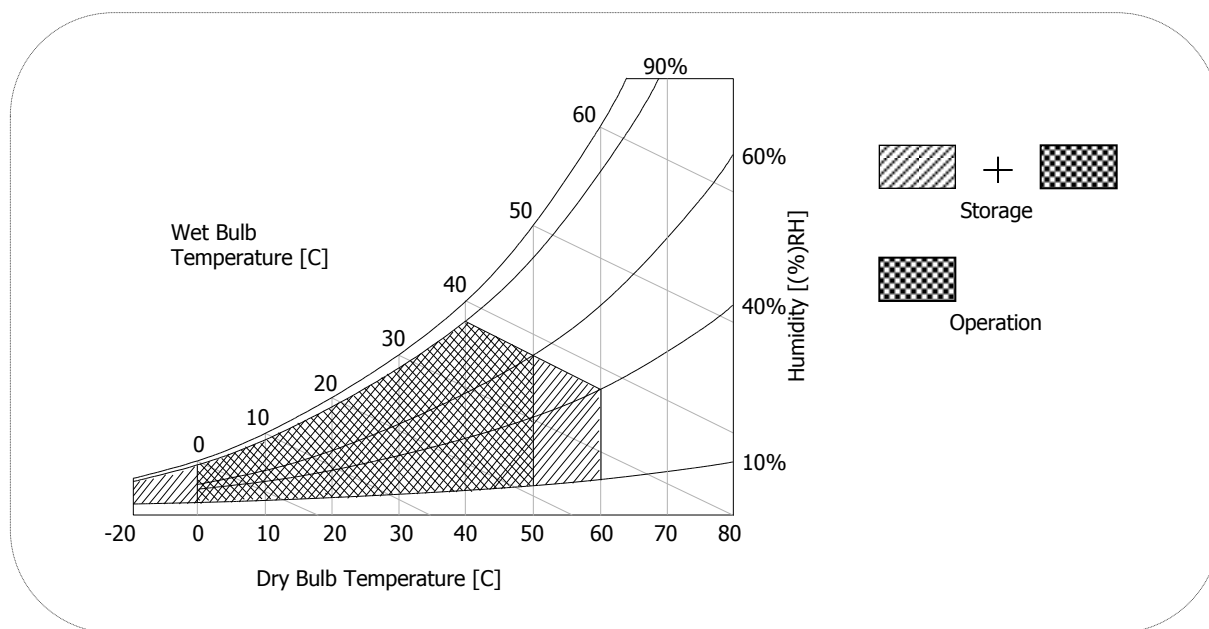 90%
60
60%
50
Wet Bulb
Temperature [C]
Humidity [(%)RH]
Storage
40
40%
Operation
30
20
10
0
10%
-20 0 10 20 30 40 50 60 70 80
Dry Bulb Temperature [C]